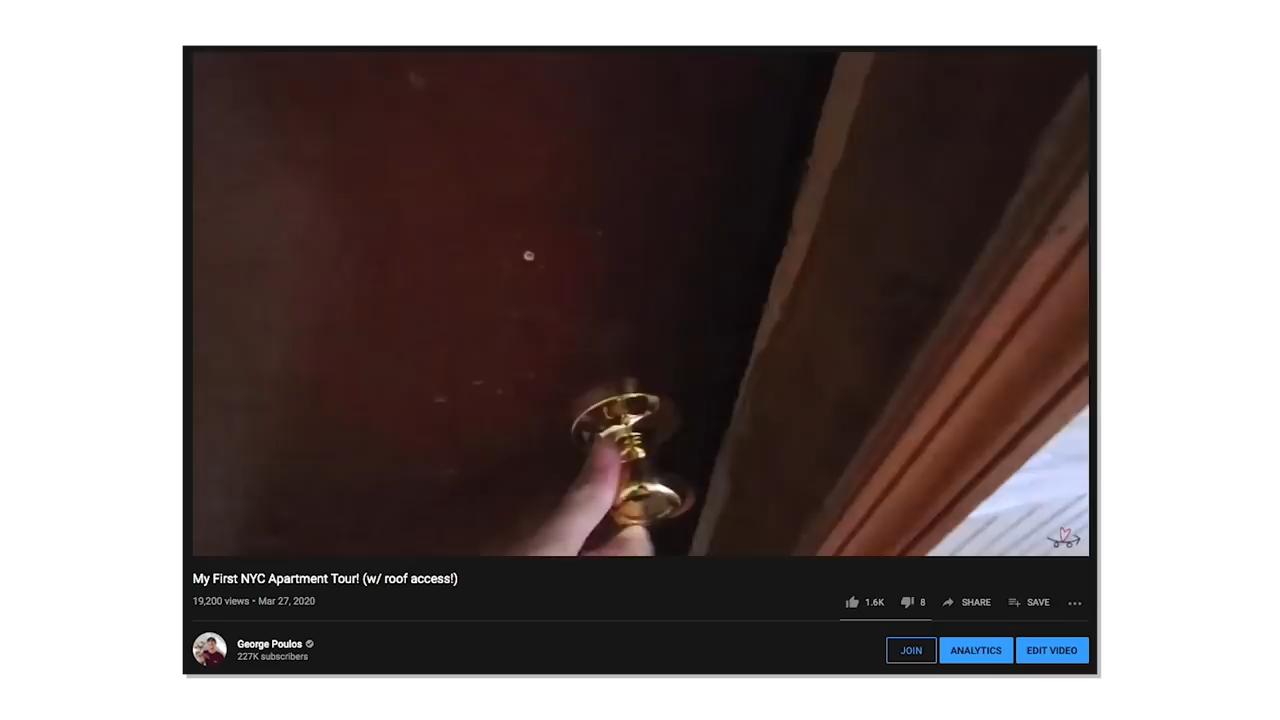 My First NYC Apartment Tour! (w/ roof access!)
19,200 views • Mar 27, 2020
1.6K 8 SHARE SAVE
George Poulos
227K subscribers
JOIN ANALYTICS EDIT VIDEO